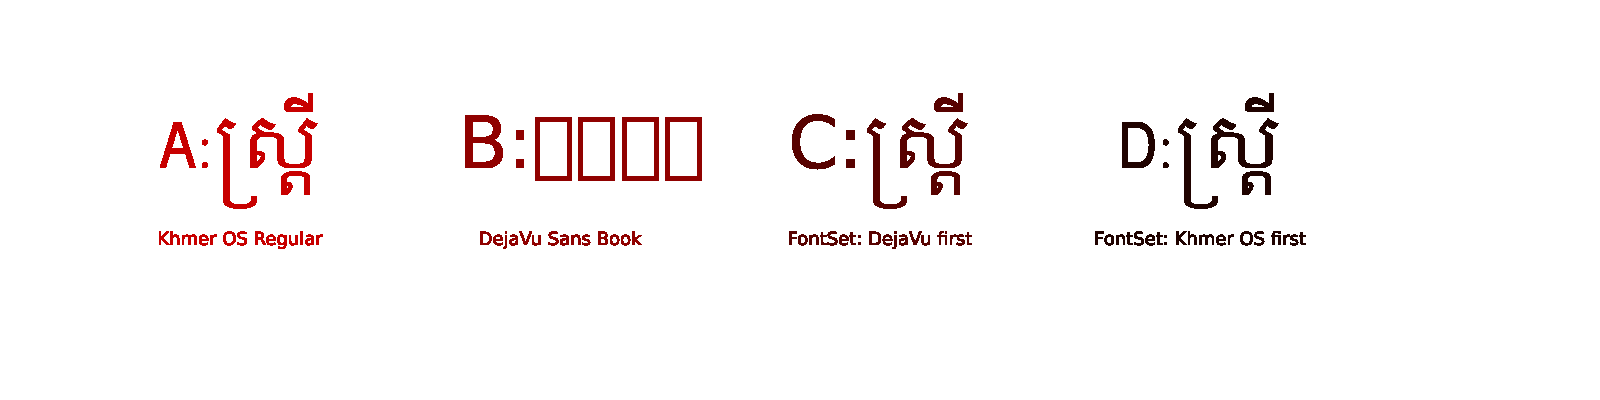 A:ស្ត្រី
B:□□□□
C:ស្ត្រី
D:ស្ត្រី
Khmer OS Regular
DejaVu Sans Book
FontSet: DejaVu first
FontSet: Khmer OS first